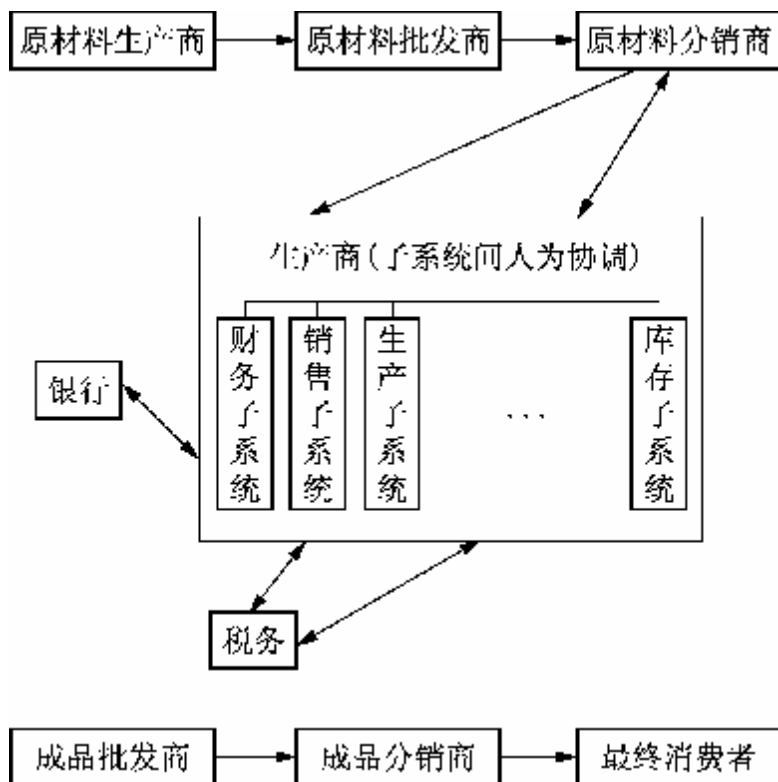 原材料生产商
原材料批发商
原材料分销商
生产商(子系统间人为协调)
财务子系统
销售子系统
生产子系统
...
库存子系统
银行
税务
成品批发商
成品分销商
最终消费者